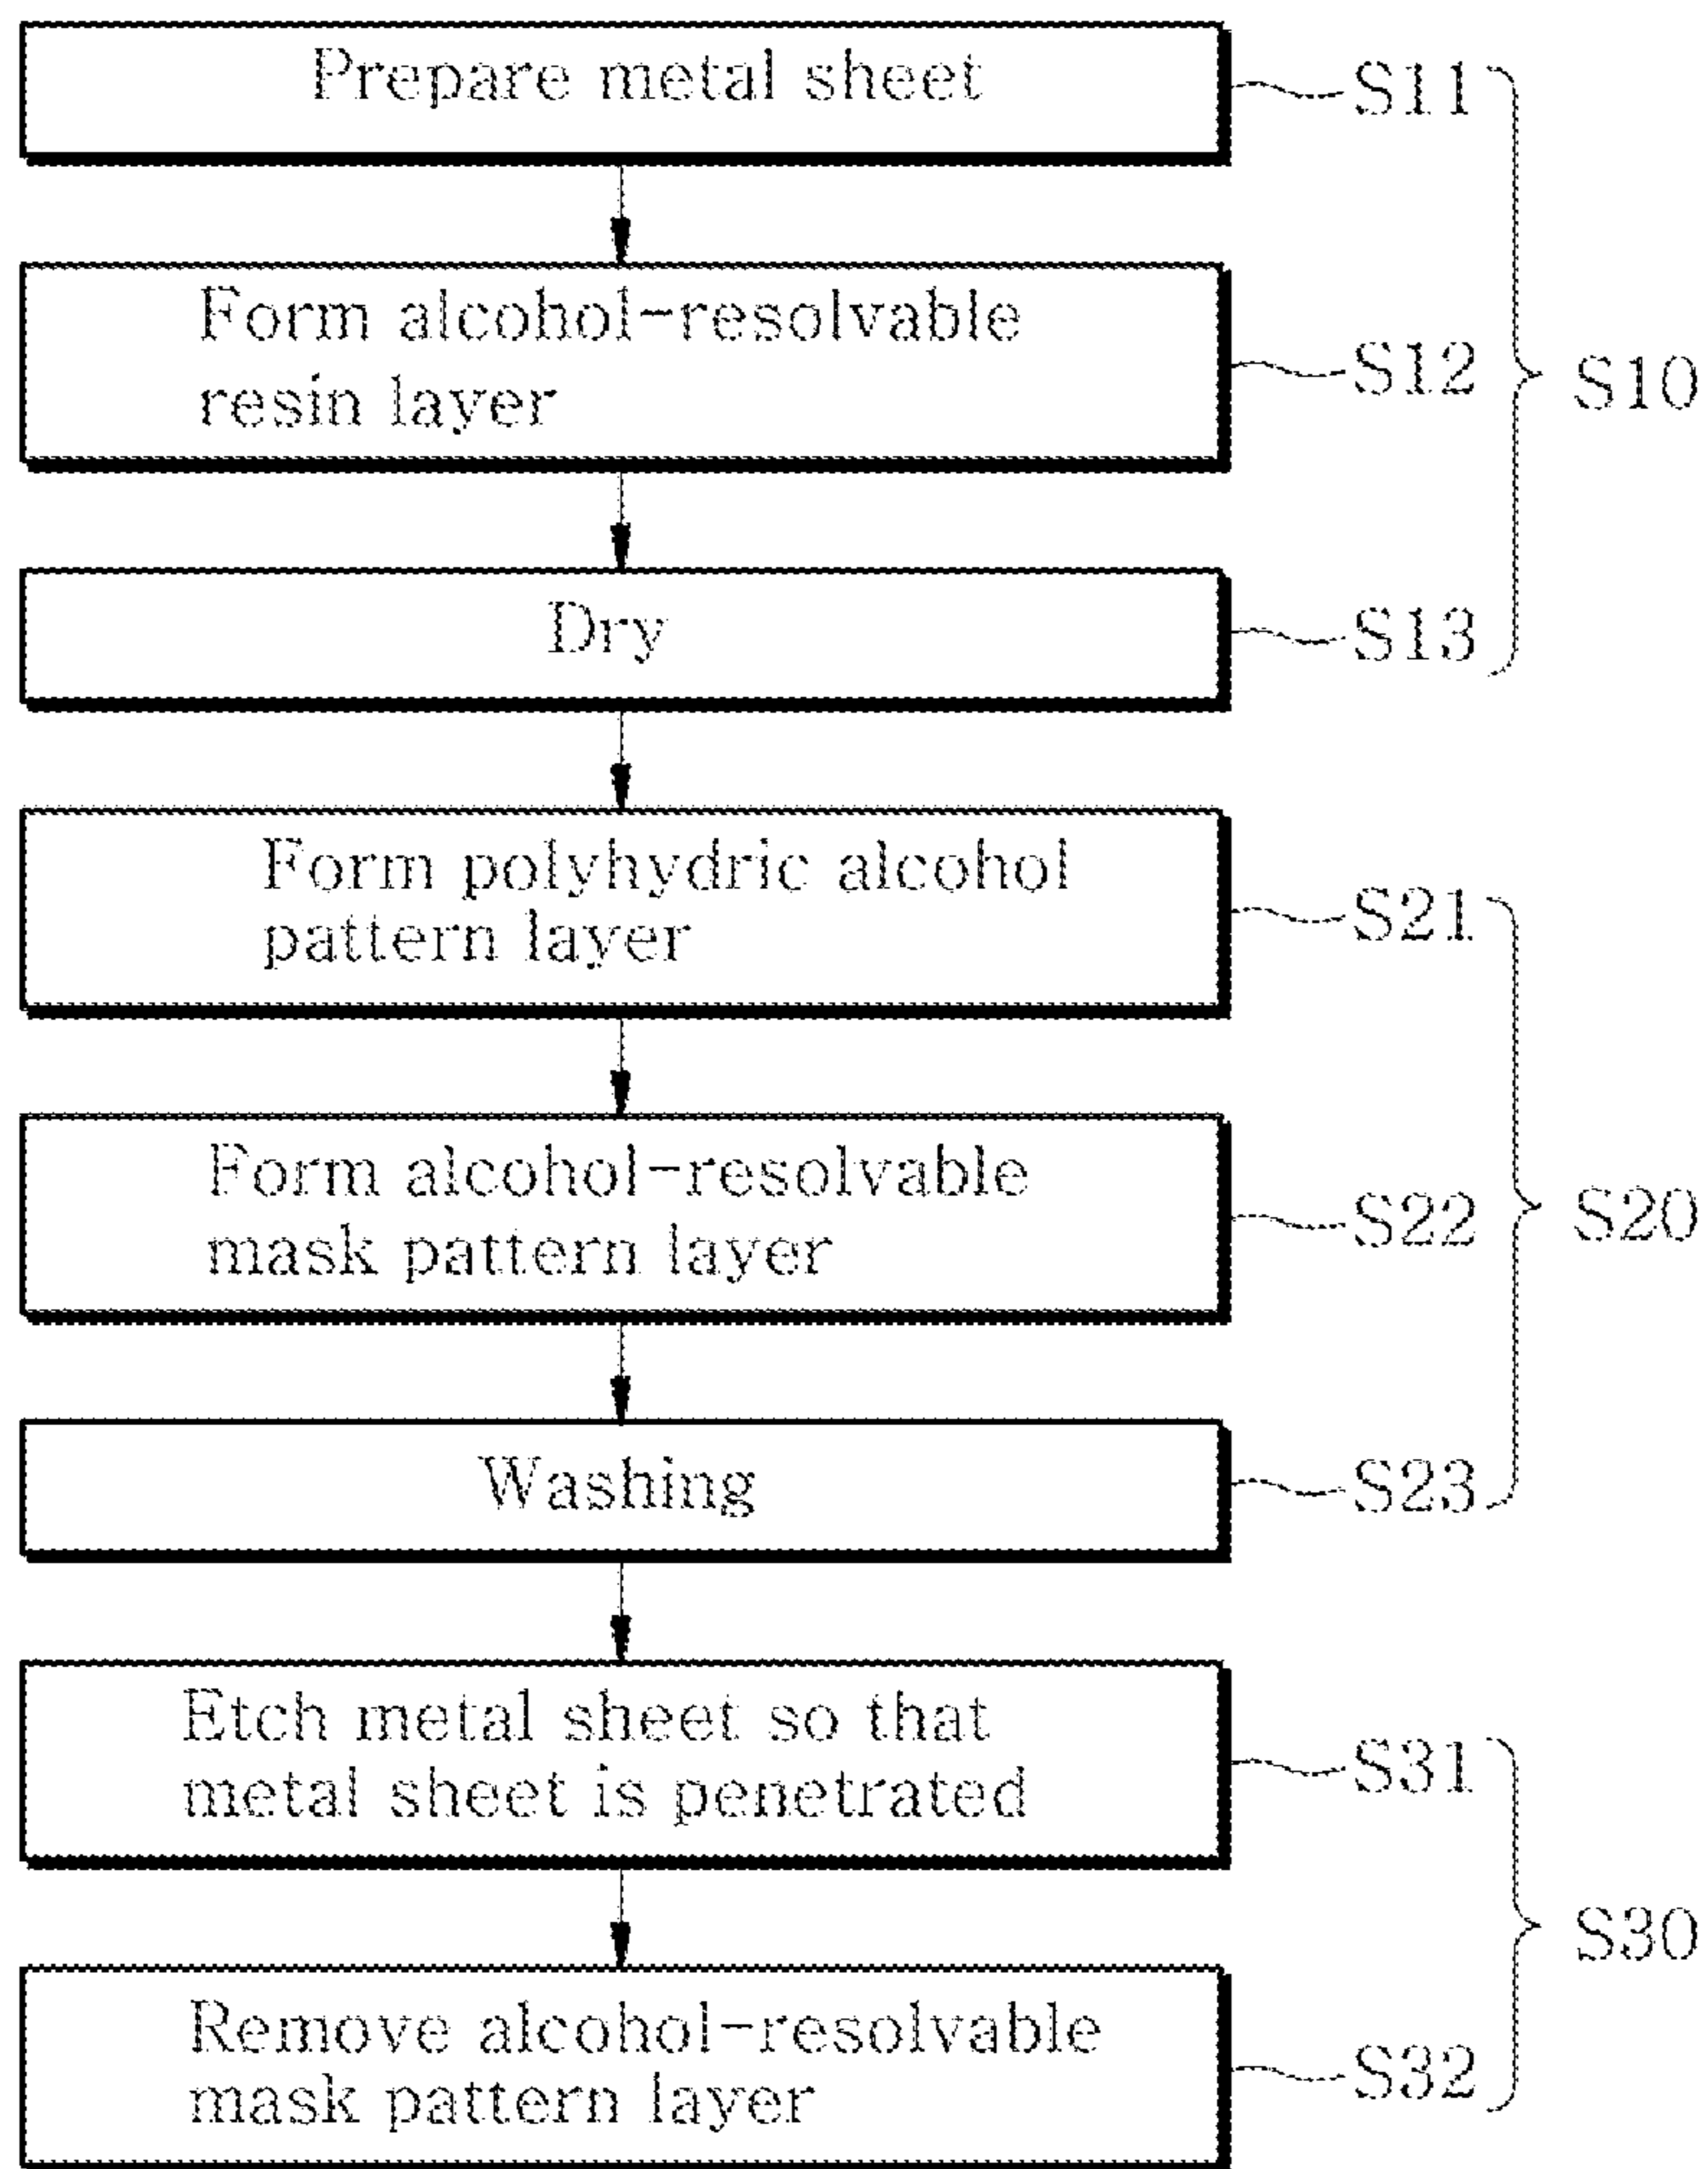 Prepare metal sheet
S11
Form alcohol-resolvable
resin layer
S12
S10
Dry
S13
Form polyhydric alcohol
pattern layer
S21
Form alcohol-resolvable
mask pattern layer
S22
S20
Washing
S23
Etch metal sheet so that
metal sheet is penetrated
S31
S30
Remove alcohol-resolvable
mask pattern layer
S32